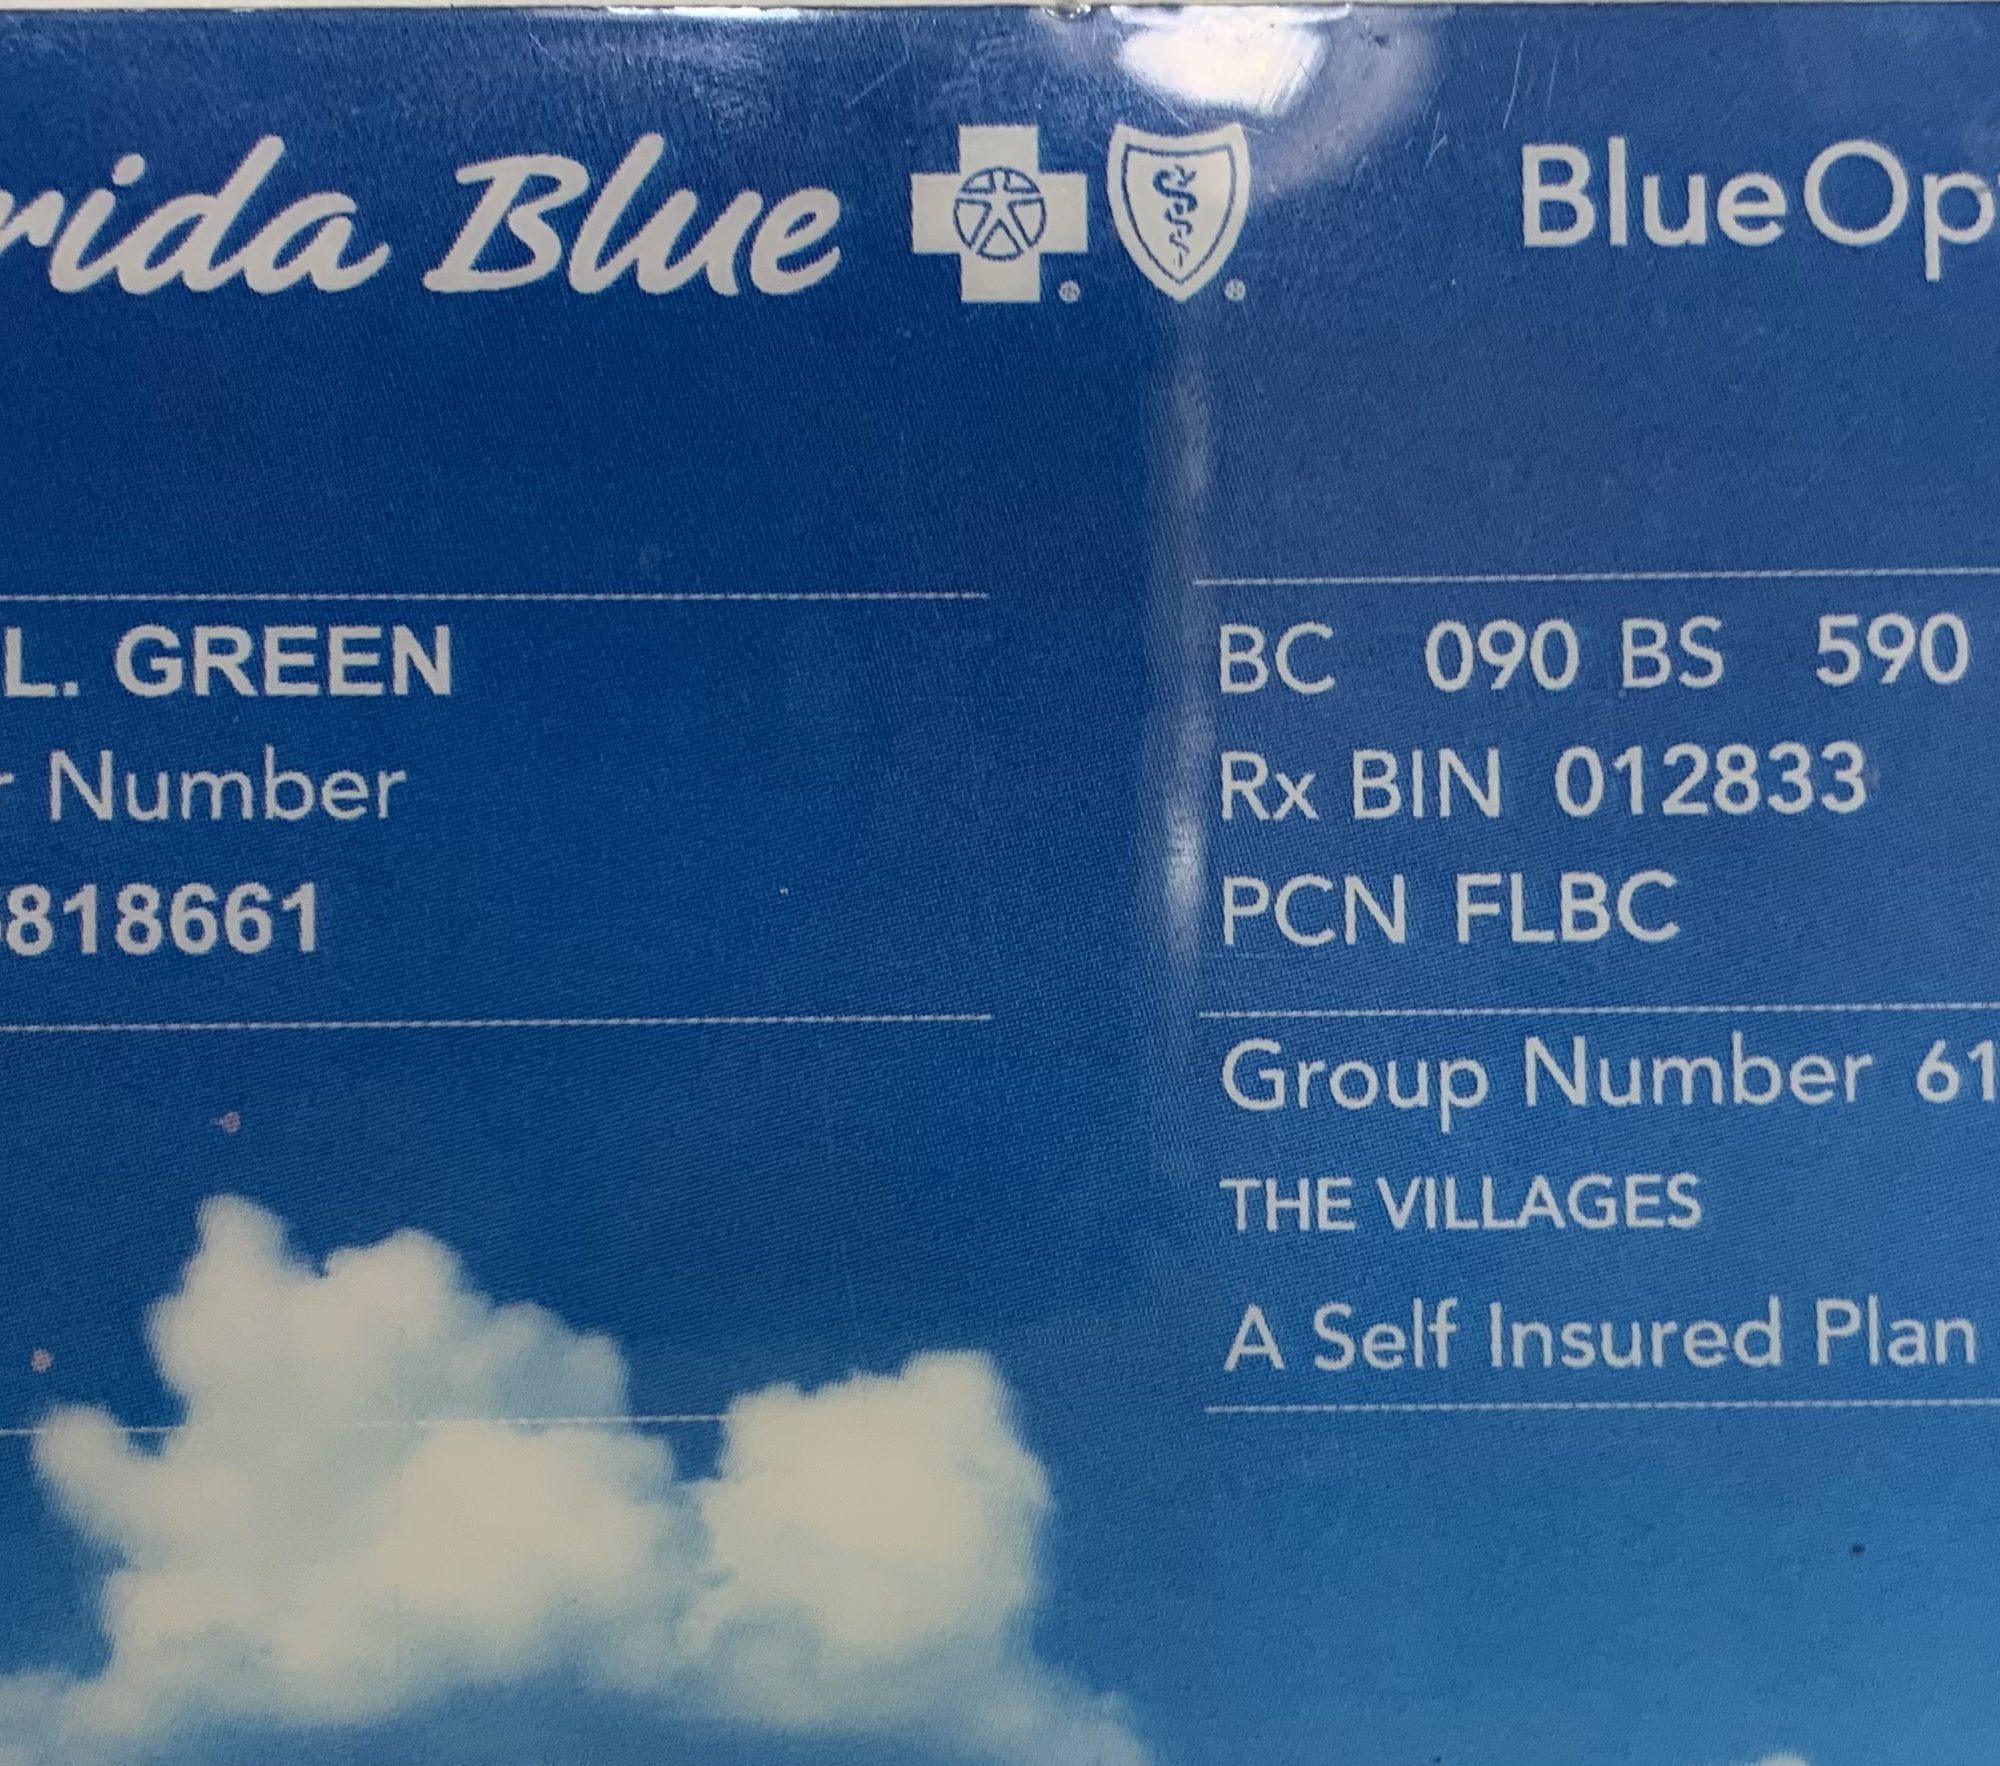 rida Blue ® ® BlueOp
L. GREEN
r Number
818661
BC 090 BS 590
Rx BIN 012833
PCN FLBC
Group Number 61
THE VILLAGES
A Self Insured Plan